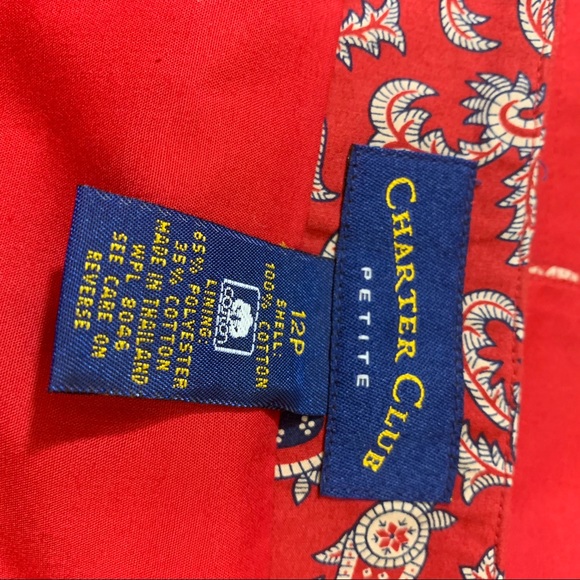 CHARTER CLUB
PETITE
12P
SHELL:
100% COTTON
cotton
LINING:
65% POLYESTER
35% COTTON
MADE IN THAILAND
WPL 8046
SEE CARE ON
REVERSE